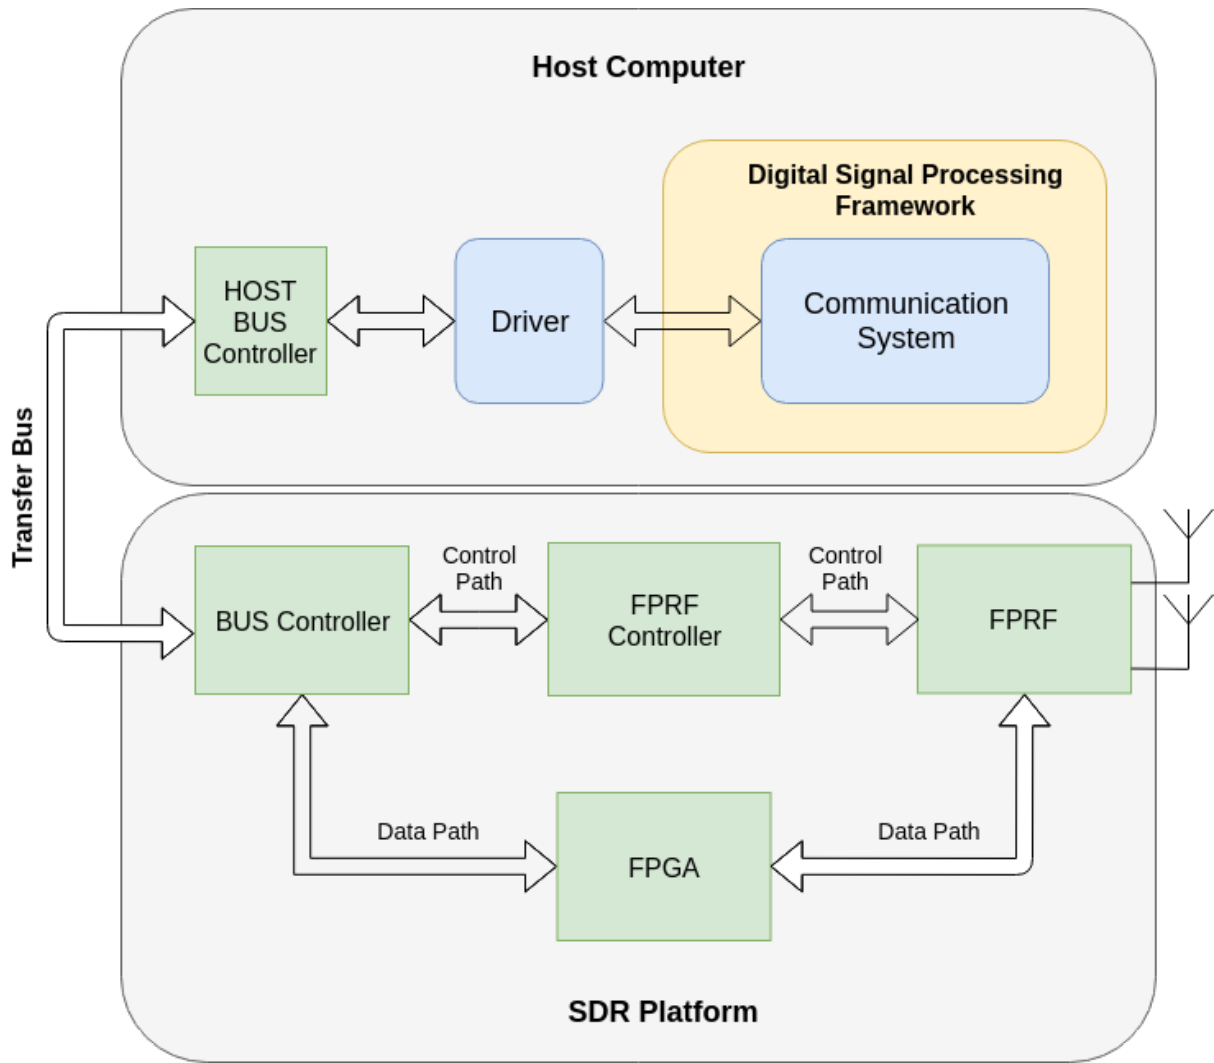 Host Computer
Digital Signal Processing
Framework
HOST
BUS
Controller
Driver
Communication
System
Transfer Bus
Control
Path
Control
Path
BUS Controller
FPRF
Controller
FPRF
Data Path
Data Path
FPGA
SDR Platform